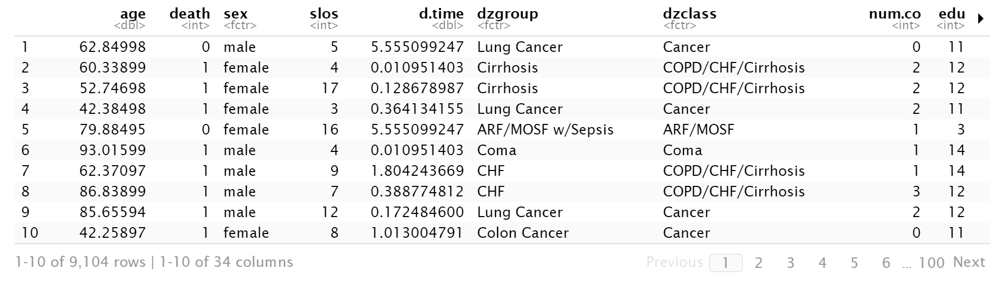 age death sex slos d.time dzgroup dzclass num.co edu
<dbl> <int> <fctr> <int> <dbl> <fctr> <fctr> <int> <int>
1 62.84998 0 male 5 5.555099247 Lung Cancer Cancer 0 11
2 60.33899 1 female 4 0.010951403 Cirrhosis COPD/CHF/Cirrhosis 2 12
3 52.74698 1 female 17 0.128678987 Cirrhosis COPD/CHF/Cirrhosis 2 12
4 42.38498 1 female 3 0.364134155 Lung Cancer Cancer 2 11
5 79.88495 0 female 16 5.555099247 ARF/MOSF w/Sepsis ARF/MOSF 1 3
6 93.01599 1 male 4 0.010951403 Coma Coma 1 14
7 62.37097 1 male 9 1.804243669 CHF COPD/CHF/Cirrhosis 1 14
8 86.83899 1 male 7 0.388774812 CHF COPD/CHF/Cirrhosis 3 12
9 85.65594 1 male 12 0.172484600 Lung Cancer Cancer 2 12
10 42.25897 1 female 8 1.013004791 Colon Cancer Cancer 0 11
1-10 of 9,104 rows | 1-10 of 34 columns Previous 1 2 3 4 5 6 ... 100 Next